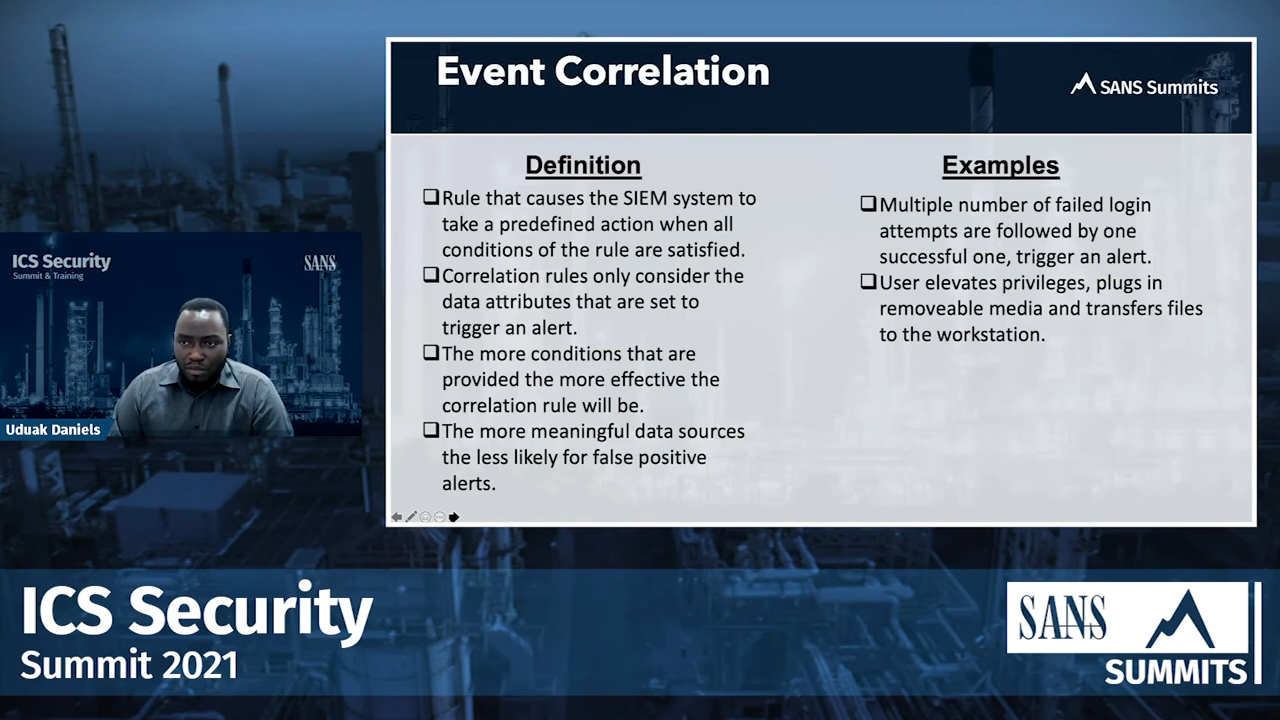 Event Correlation
SANS Summits
Definition
Rule that causes the SIEM system to
take a predefined action when all
conditions of the rule are satisfied.
Correlation rules only consider the
data attributes that are set to
trigger an alert.
The more conditions that are
provided the more effective the
correlation rule will be.
The more meaningful data sources
the less likely for false positive
alerts.
Examples
Multiple number of failed login
attempts are followed by one
successful one, trigger an alert.
User elevates privileges, plugs in
removeable media and transfers files
to the workstation.
ICS Security
Summit & Training
SANS
Uduak Daniels
ICS Security
Summit 2021
SANS
SUMMITS